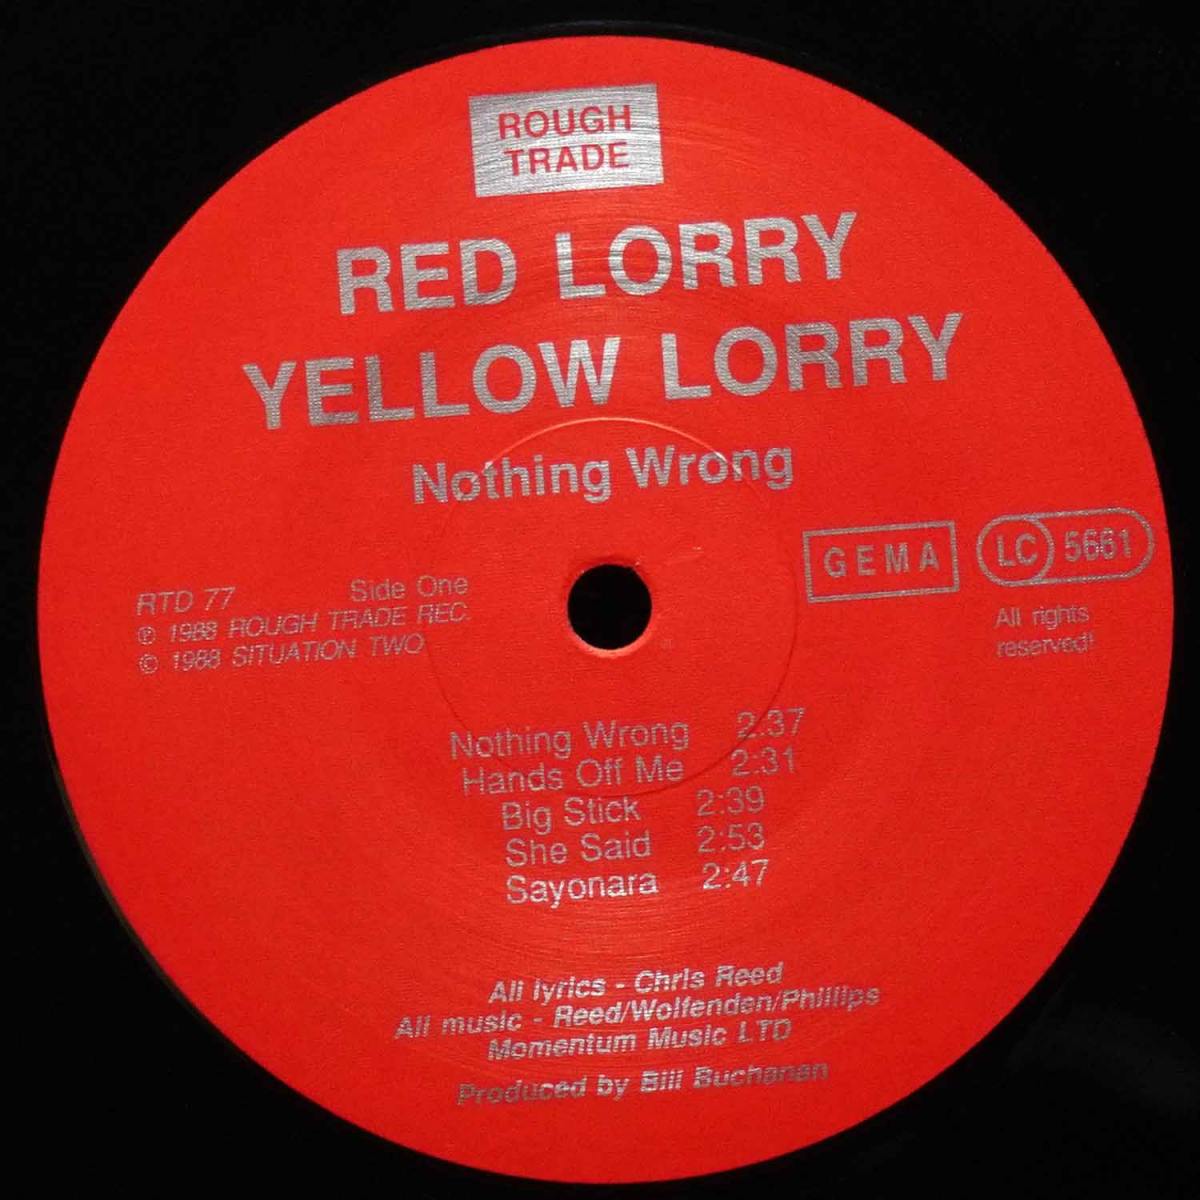 ROUGH
TRADE
RED LORRY
YELLOW LORRY
Nothing Wrong
GEMA LC 5661
All rights
reserved!
RTD 77 Side One
℗ 1988 ROUGH TRADE REC.
© 1988 SITUATION TWO
Nothing Wrong 2:37
Hands Off Me 2:31
Big Stick 2:39
She Said 2:53
Sayonara 2:47
All lyrics - Chris Reed
All music - Reed/Wolfenden/Phillips
Momentum Music LTD
Produced by Bill Buchanan